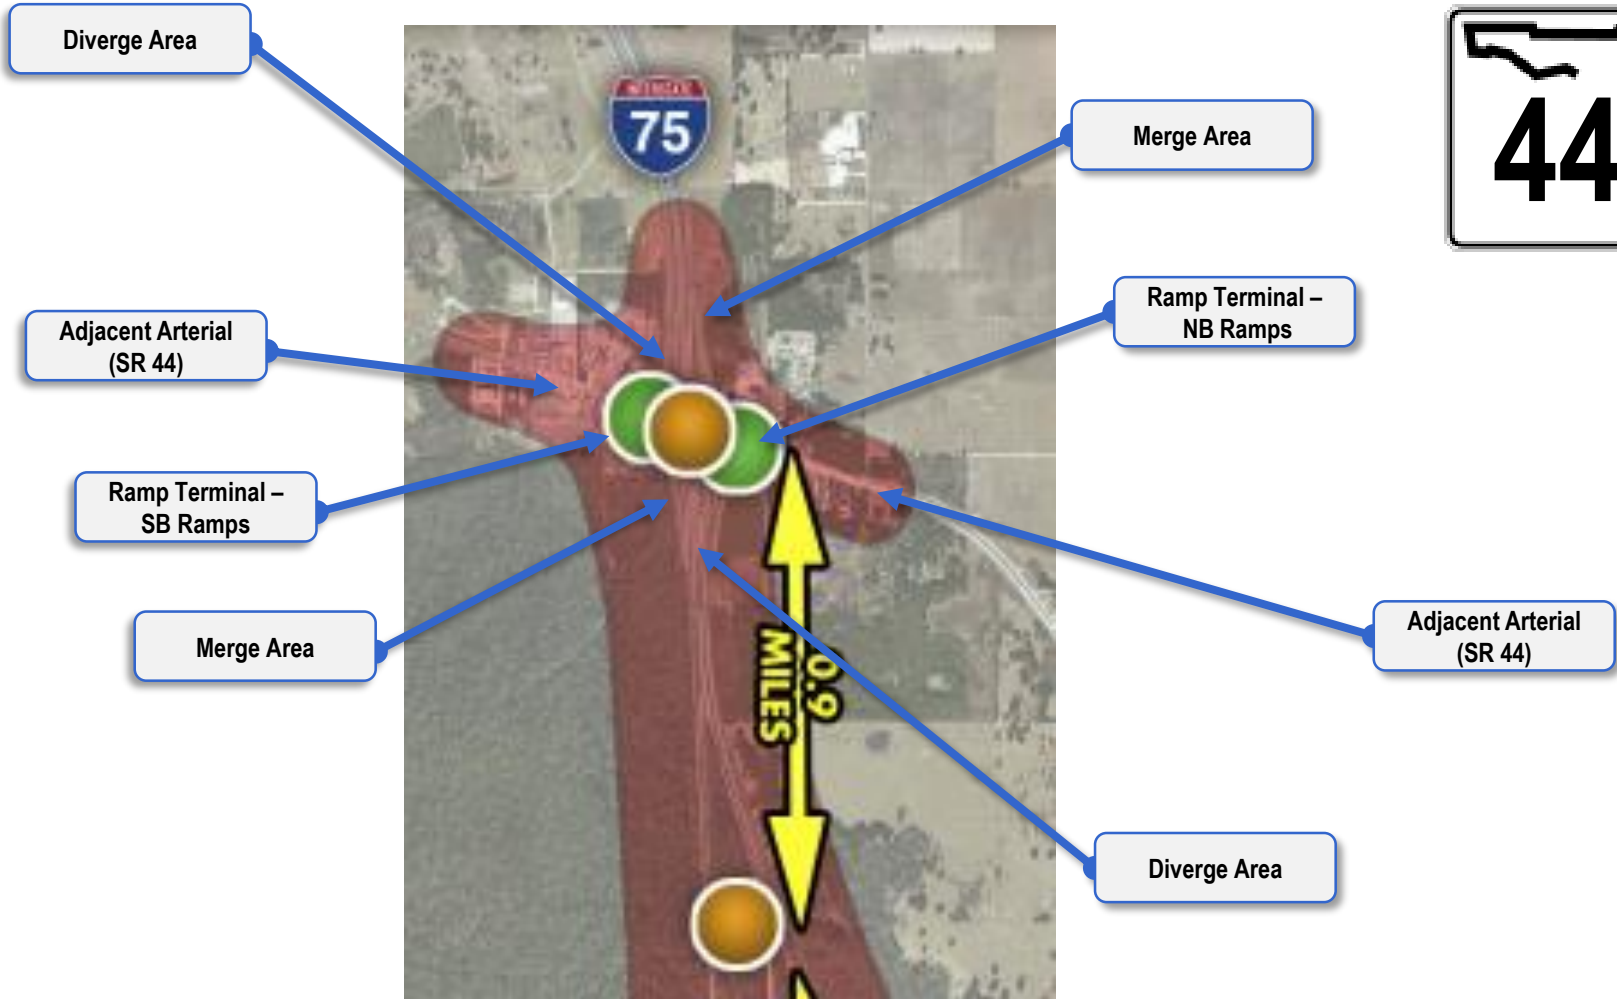 Diverge Area
INTERSTATE
75
Merge Area
44
Adjacent Arterial
(SR 44)
Ramp Terminal –
NB Ramps
Ramp Terminal –
SB Ramps
Merge Area
0.9
MILES
Adjacent Arterial
(SR 44)
Diverge Area